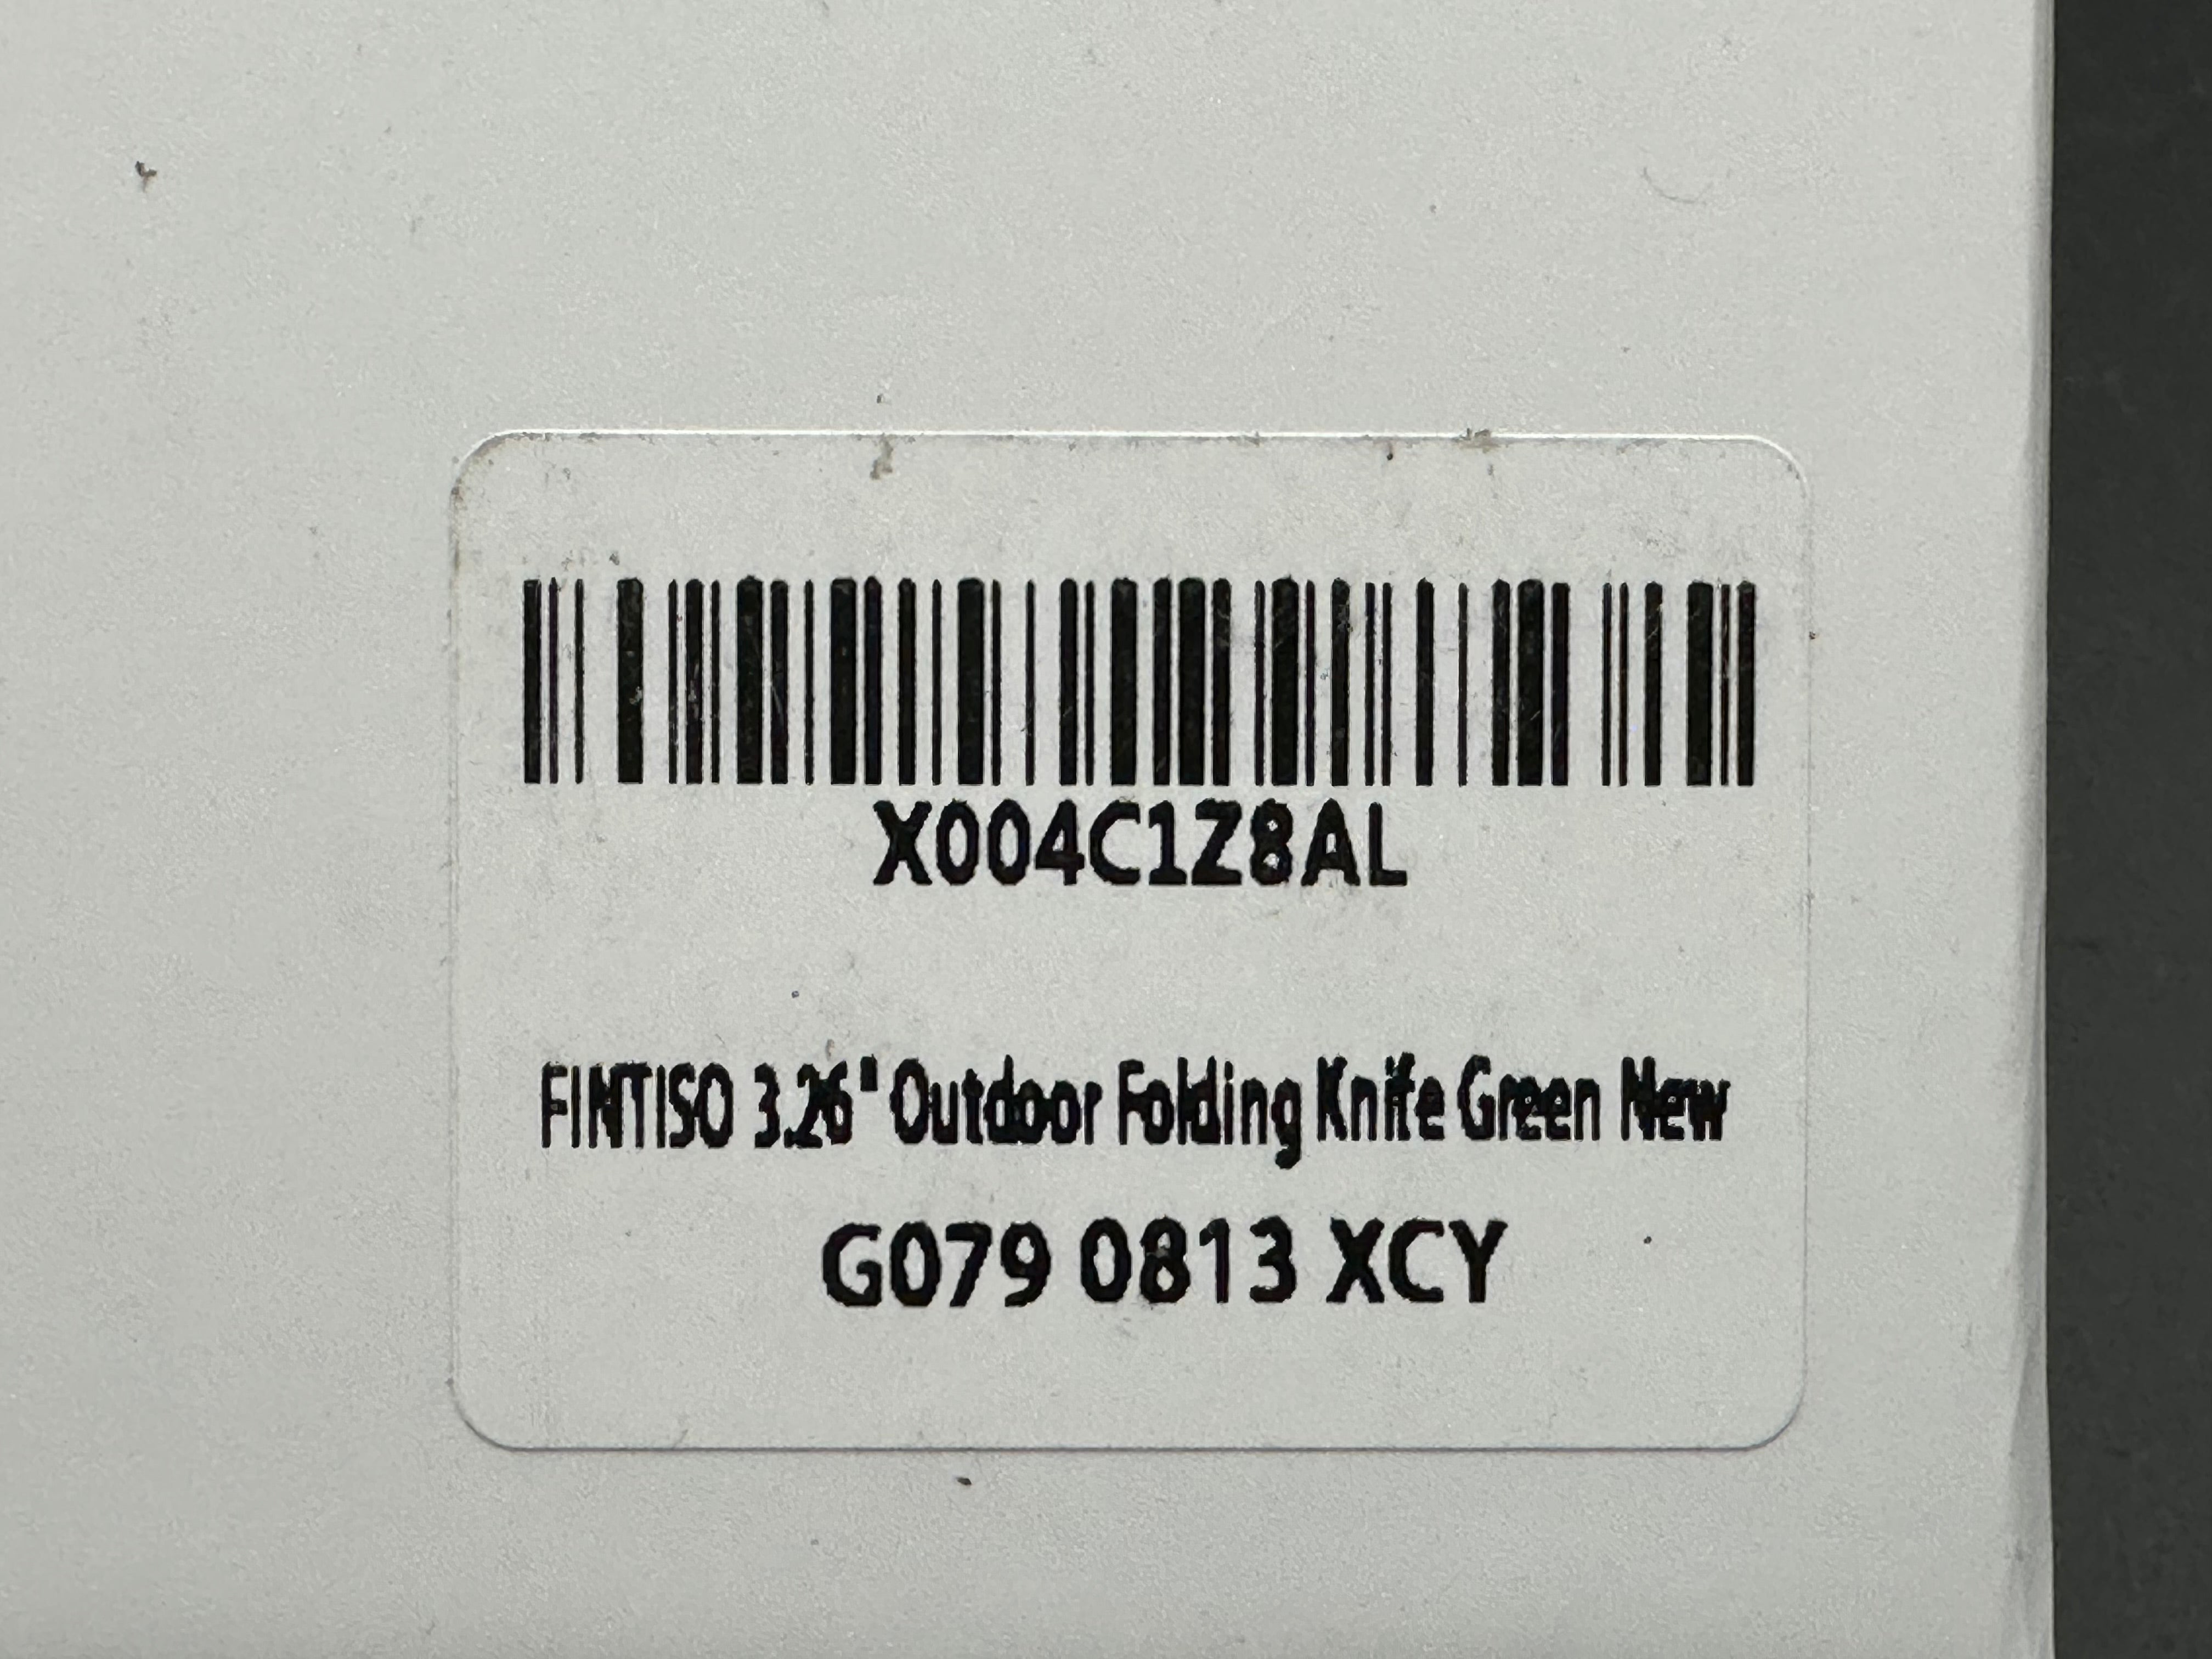 X004C1Z8AL
FINTISO 3.26" Outdoor Folding Knife Green New
G079 0813 XCY